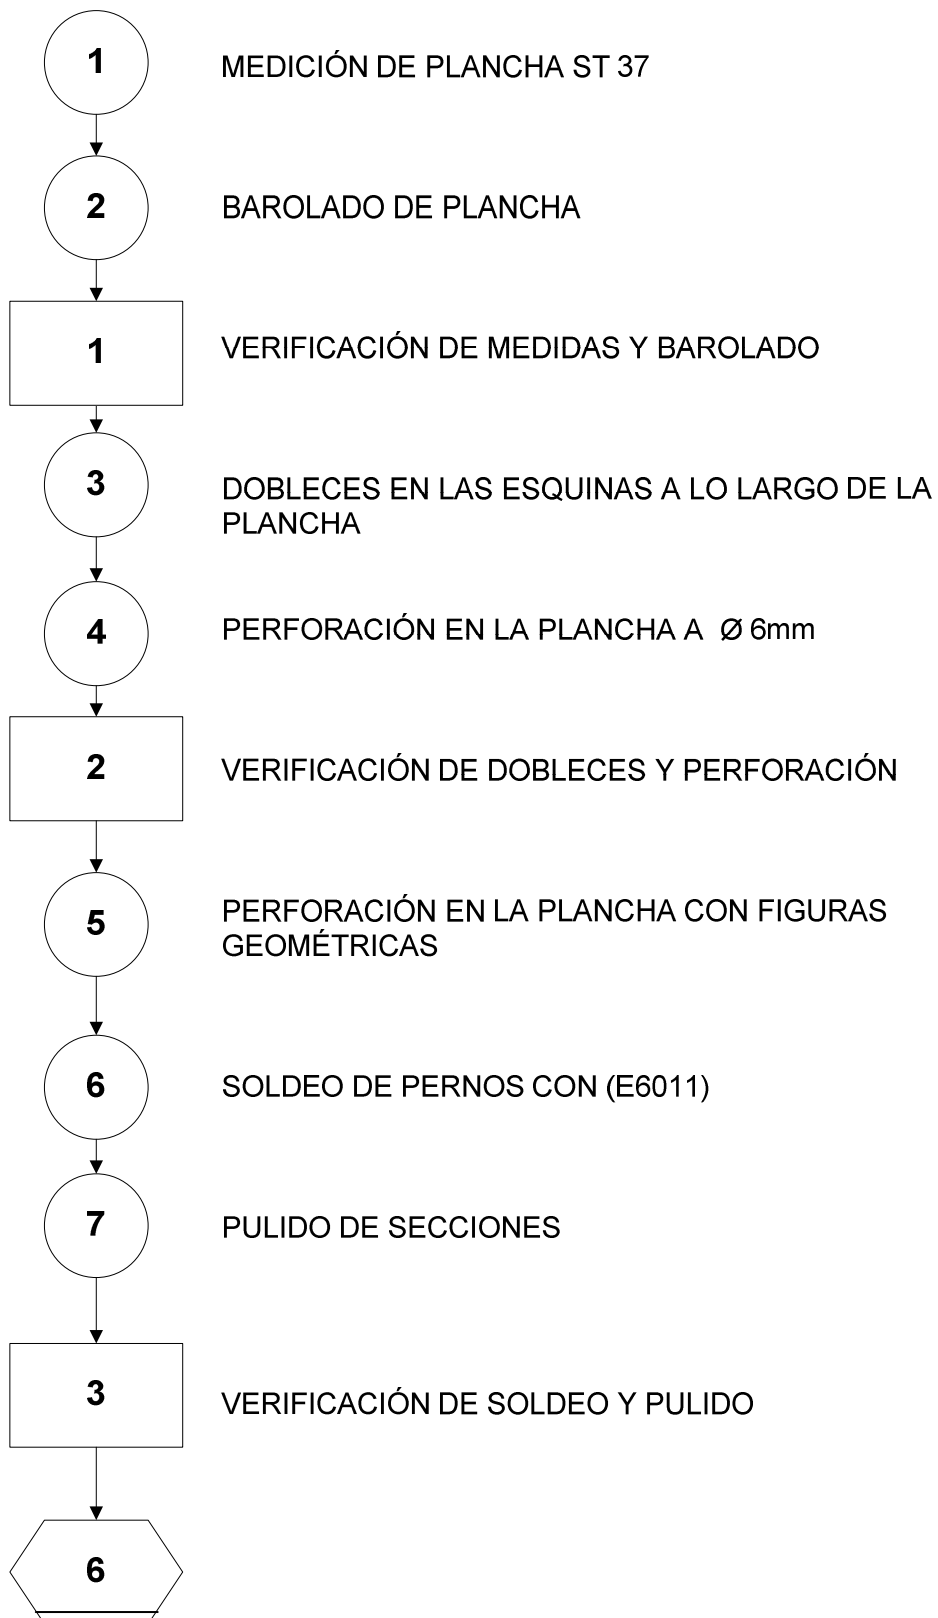 1
MEDICIÓN DE PLANCHA ST 37
2
BAROLADO DE PLANCHA
1
VERIFICACIÓN DE MEDIDAS Y BAROLADO
3
DOBLECES EN LAS ESQUINAS A LO LARGO DE LA
PLANCHA
4
PERFORACIÓN EN LA PLANCHA A Ø 6mm
2
VERIFICACIÓN DE DOBLECES Y PERFORACIÓN
5
PERFORACIÓN EN LA PLANCHA CON FIGURAS
GEOMÉTRICAS
6
SOLDEO DE PERNOS CON (E6011)
7
PULIDO DE SECCIONES
3
VERIFICACIÓN DE SOLDEO Y PULIDO
6